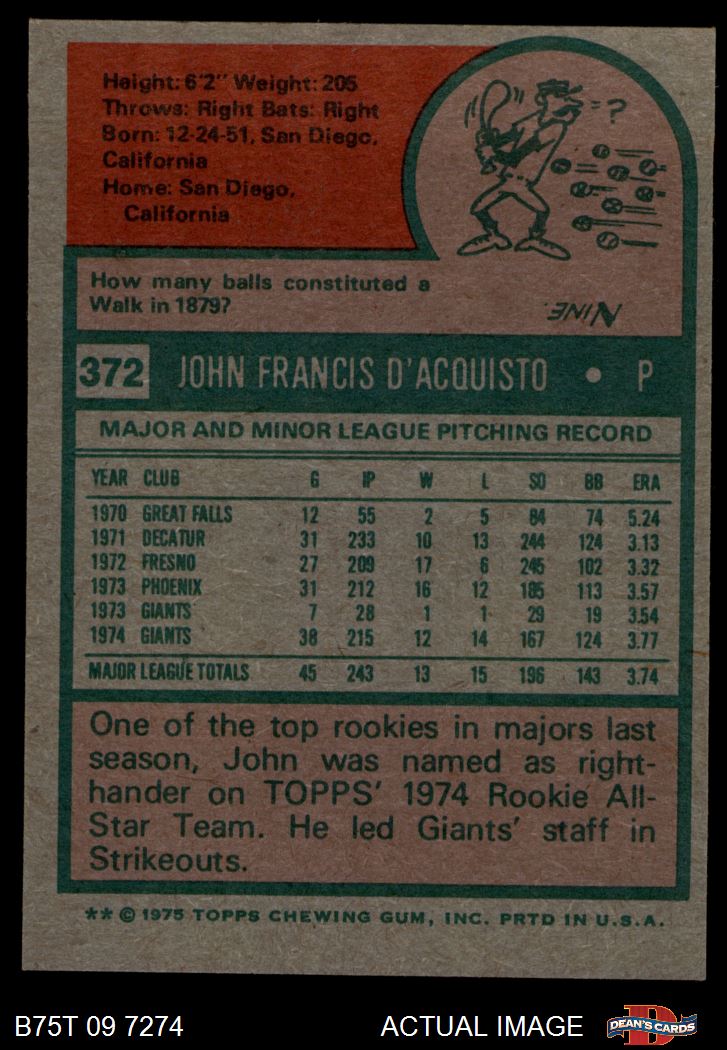 Height: 6'2" Weight: 205
Throws: Right Bats: Right
Born: 12-24-51, San Diego,
California
Home: San Diego,
California
= ?
How many balls constituted a
Walk in 1879?
NINE.
372 JOHN FRANCIS D'ACQUISTO • P
MAJOR AND MINOR LEAGUE PITCHING RECORD
YEAR CLUB G IP W L SO BB ERA
1970 GREAT FALLS 12 55 2 5 84 74 5.24
1971 DECATUR 31 233 10 13 244 124 3.13
1972 FRESNO 27 209 17 6 245 102 3.32
1973 PHOENIX 31 212 16 12 185 113 3.57
1973 GIANTS 7 28 1 1 29 19 3.54
1974 GIANTS 38 215 12 14 167 124 3.77
MAJOR LEAGUE TOTALS 45 243 13 15 196 143 3.74
One of the top rookies in majors last
season, John was named as right-
hander on TOPPS' 1974 Rookie All-
Star Team. He led Giants' staff in
Strikeouts.
** © 1975 TOPPS CHEWING GUM, INC. PRTD IN U.S.A.
B75T 09 7274 ACTUAL IMAGE D DEAN'S CARDS